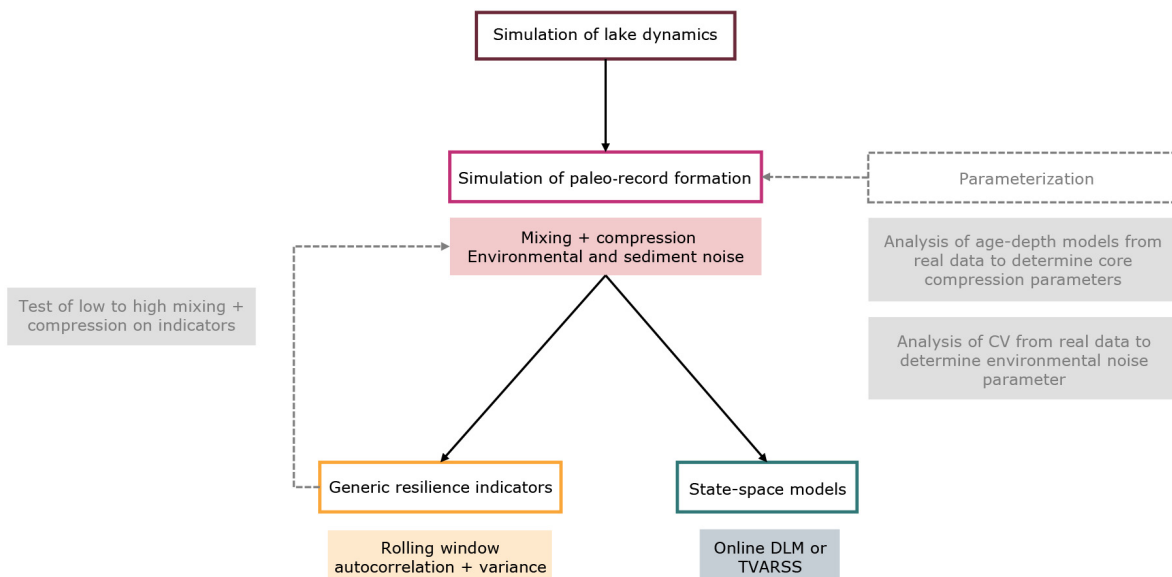 Simulation of lake dynamics
Simulation of paleo-record formation
Parameterization
Mixing + compression
Environmental and sediment noise
Analysis of age-depth models from
real data to determine core
compression parameters
Test of low to high mixing +
compression on indicators
Analysis of CV from real data to
determine environmental noise
parameter
Generic resilience indicators
State-space models
Rolling window
autocorrelation + variance
Online DLM or
TVARSS